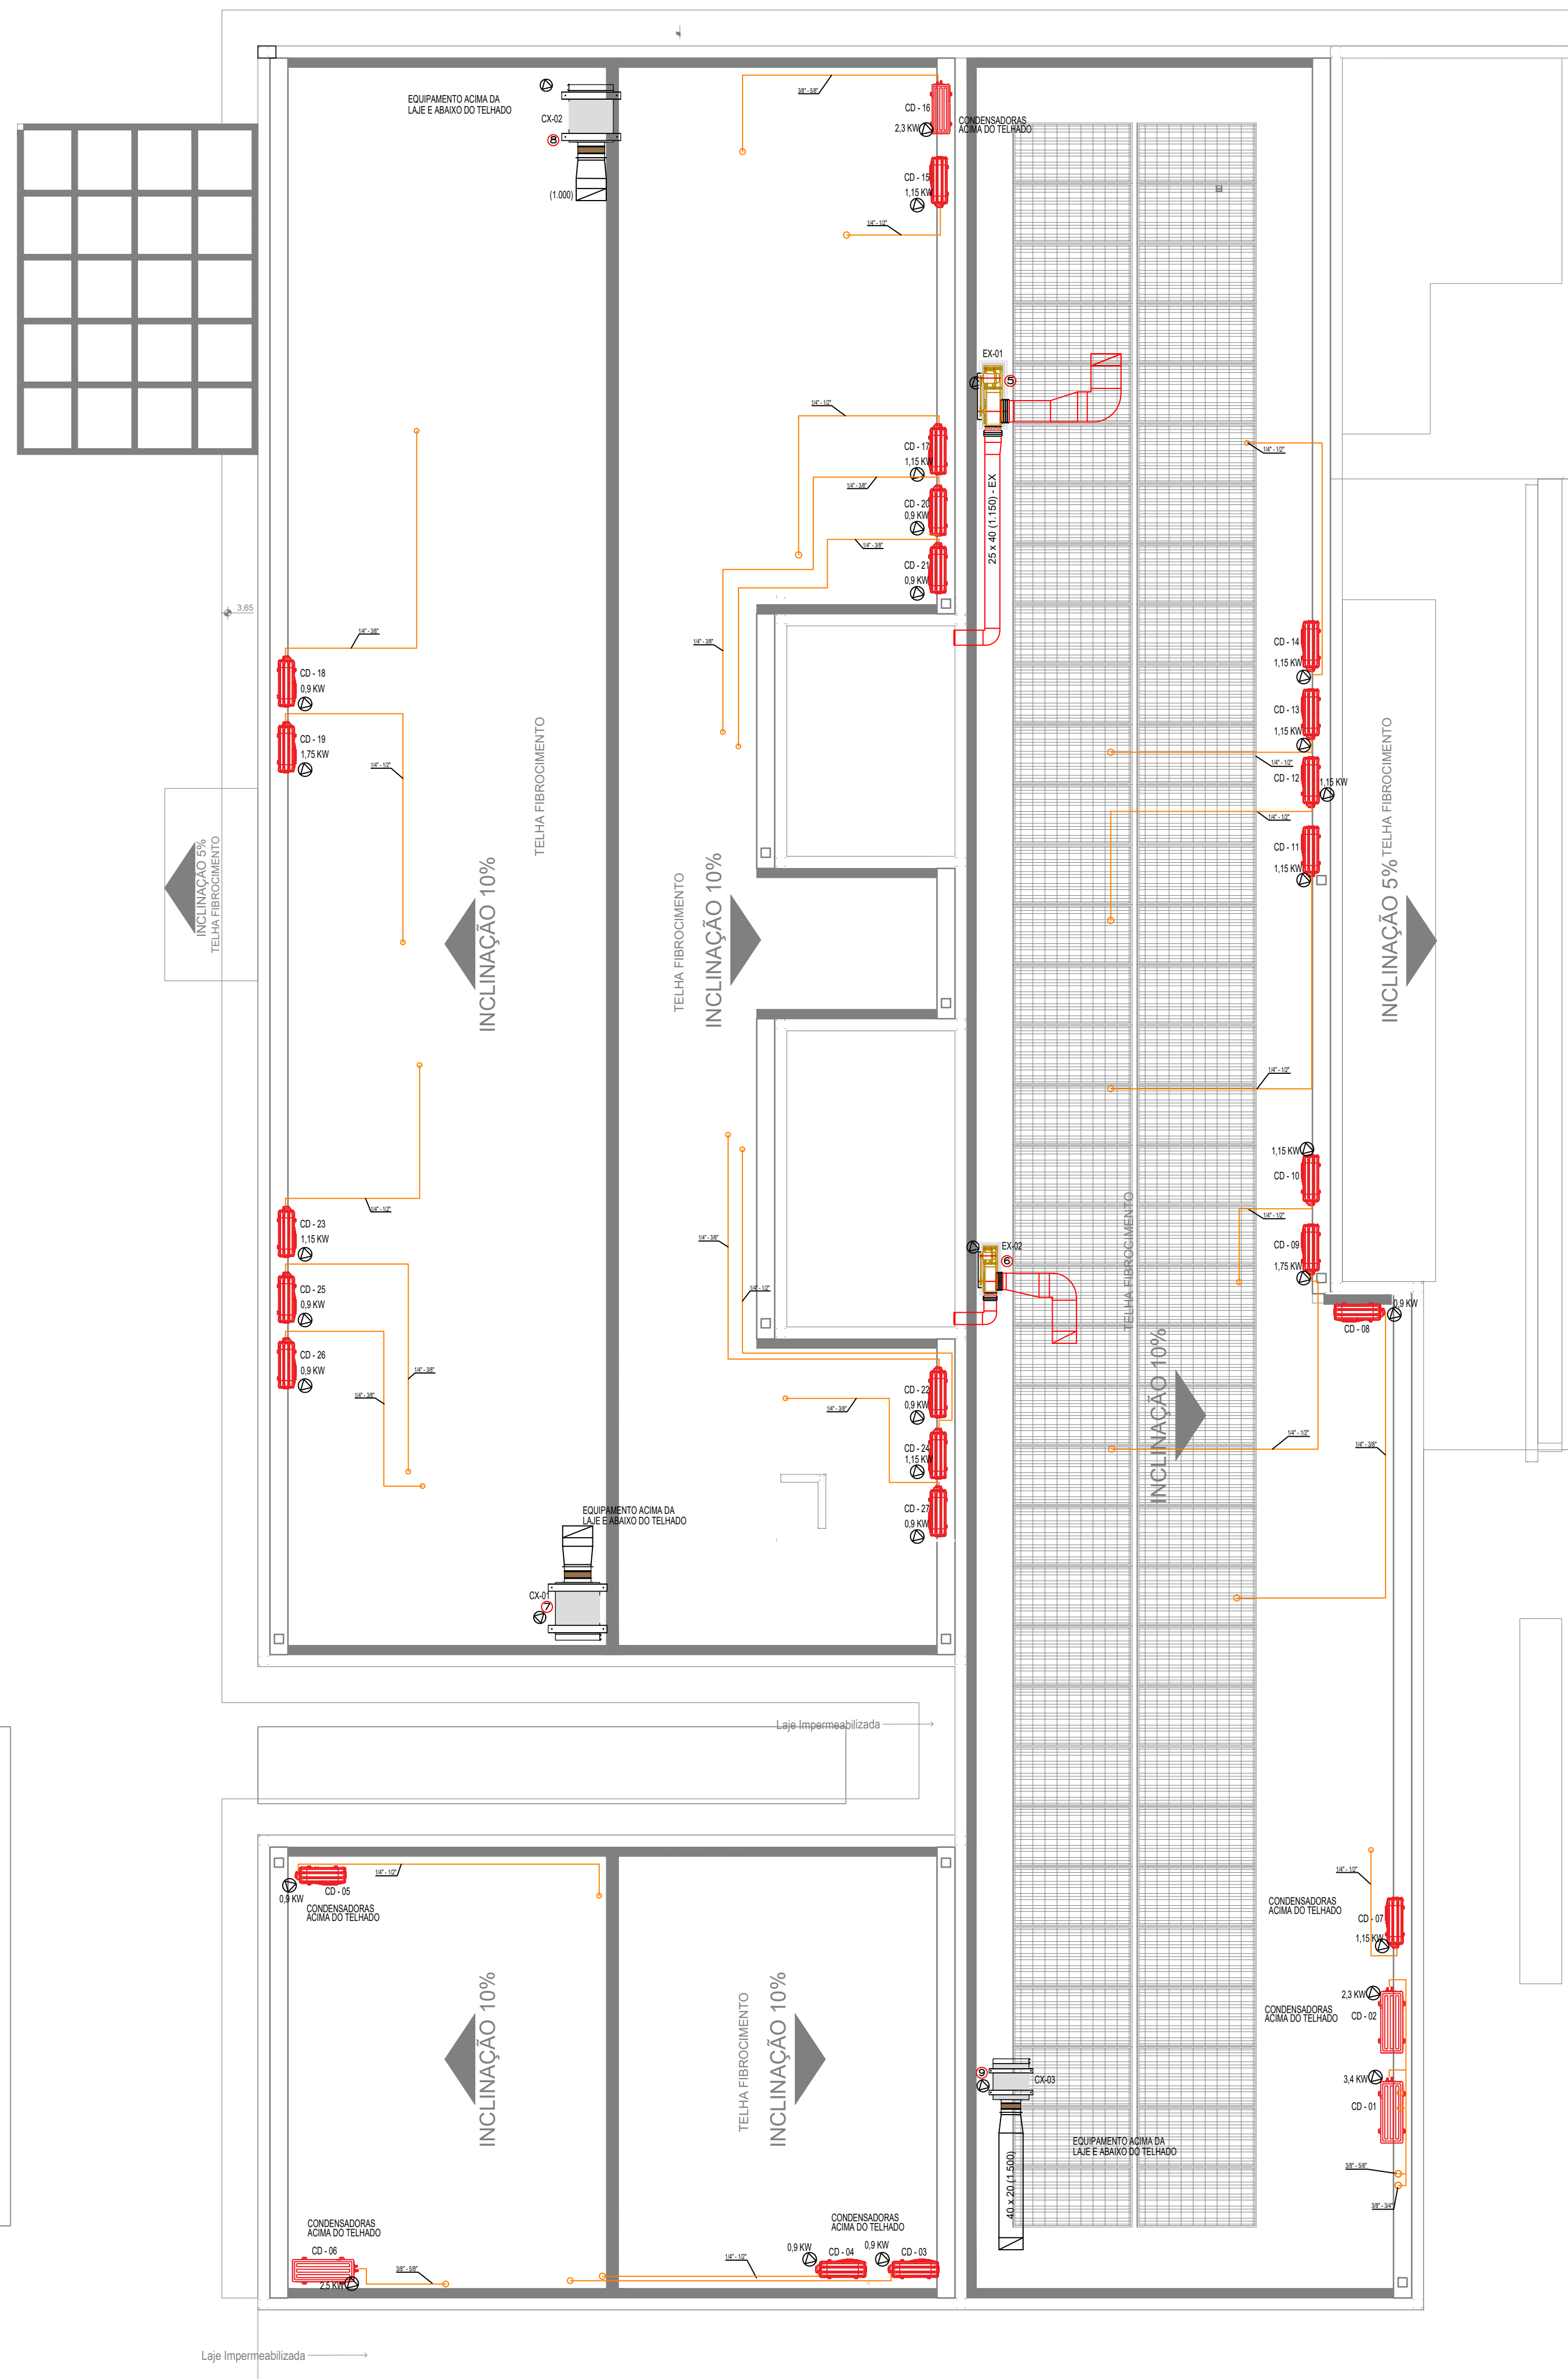 3/8" - 5/8"
EQUIPAMENTO ACIMA DA
LAJE E ABAIXO DO TELHADO
CX-02
8
(1.000)
CD - 16
2,3 KW
CONDENSADORAS
ACIMA DO TELHADO
CD - 15
1,15 KW
1/4" - 1/2"
EX-01
5
1/4" - 1/2"
CD - 17
1,15 KW
1/4" - 3/8"
CD - 20
0,9 KW
1/4" - 3/8"
CD - 21
0,9 KW
25 x 40 (1.150) - EX
1/4" - 1/2"
3,65
1/4" - 3/8"
1/4" - 3/8"
CD - 18
0,9 KW
CD - 19
1,75 KW
1/4" - 1/2"
CD - 14
1,15 KW
CD - 13
1,15 KW
1/4" - 1/2"
CD - 12
1,15 KW
1/4" - 1/2"
CD - 11
1,15 KW
TELHA FIBROCIMENTO
INCLINAÇÃO 5%
TELHA FIBROCIMENTO
INCLINAÇÃO 10%
TELHA FIBROCIMENTO
INCLINAÇÃO 10%
INCLINAÇÃO 5%
TELHA FIBROCIMENTO
1/4" - 1/2"
1,15 KW
CD - 10
1/4" - 1/2"
CD - 09
1,75 KW
0,9 KW
CD - 08
1/4" - 1/2"
CD - 23
1,15 KW
CD - 25
0,9 KW
CD - 26
0,9 KW
1/4" - 3/8"
1/4" - 3/8"
1/4" - 3/8"
1/4" - 1/2"
EX-02
6
TELHA FIBROCIMENTO
INCLINAÇÃO 10%
CD - 22
0,9 KW
1/4" - 3/8"
CD - 24
1,15 KW
CD - 27
0,9 KW
1/4" - 1/2"
1/4" - 3/8"
EQUIPAMENTO ACIMA DA
LAJE E ABAIXO DO TELHADO
CX-01
7
Laje Impermeabilizada
1/4" - 1/2"
0,9 KW
CD - 05
CONDENSADORAS
ACIMA DO TELHADO
1/4" - 1/2"
CONDENSADORAS
ACIMA DO TELHADO
CD - 07
1,15 KW
2,3 KW
CONDENSADORAS
ACIMA DO TELHADO
CD - 02
3,4 KW
CD - 01
INCLINAÇÃO 10%
TELHA FIBROCIMENTO
INCLINAÇÃO 10%
9
CX-03
EQUIPAMENTO ACIMA DA
LAJE E ABAIXO DO TELHADO
40 x 20 (1.500)
3/8" - 5/8"
3/8" - 3/4"
CONDENSADORAS
ACIMA DO TELHADO
CD - 06
2,5 KW
3/8" - 5/8"
CONDENSADORAS
ACIMA DO TELHADO
1/4" - 1/2"
0,9 KW
CD - 04
0,9 KW
CD - 03
Laje Impermeabilizada